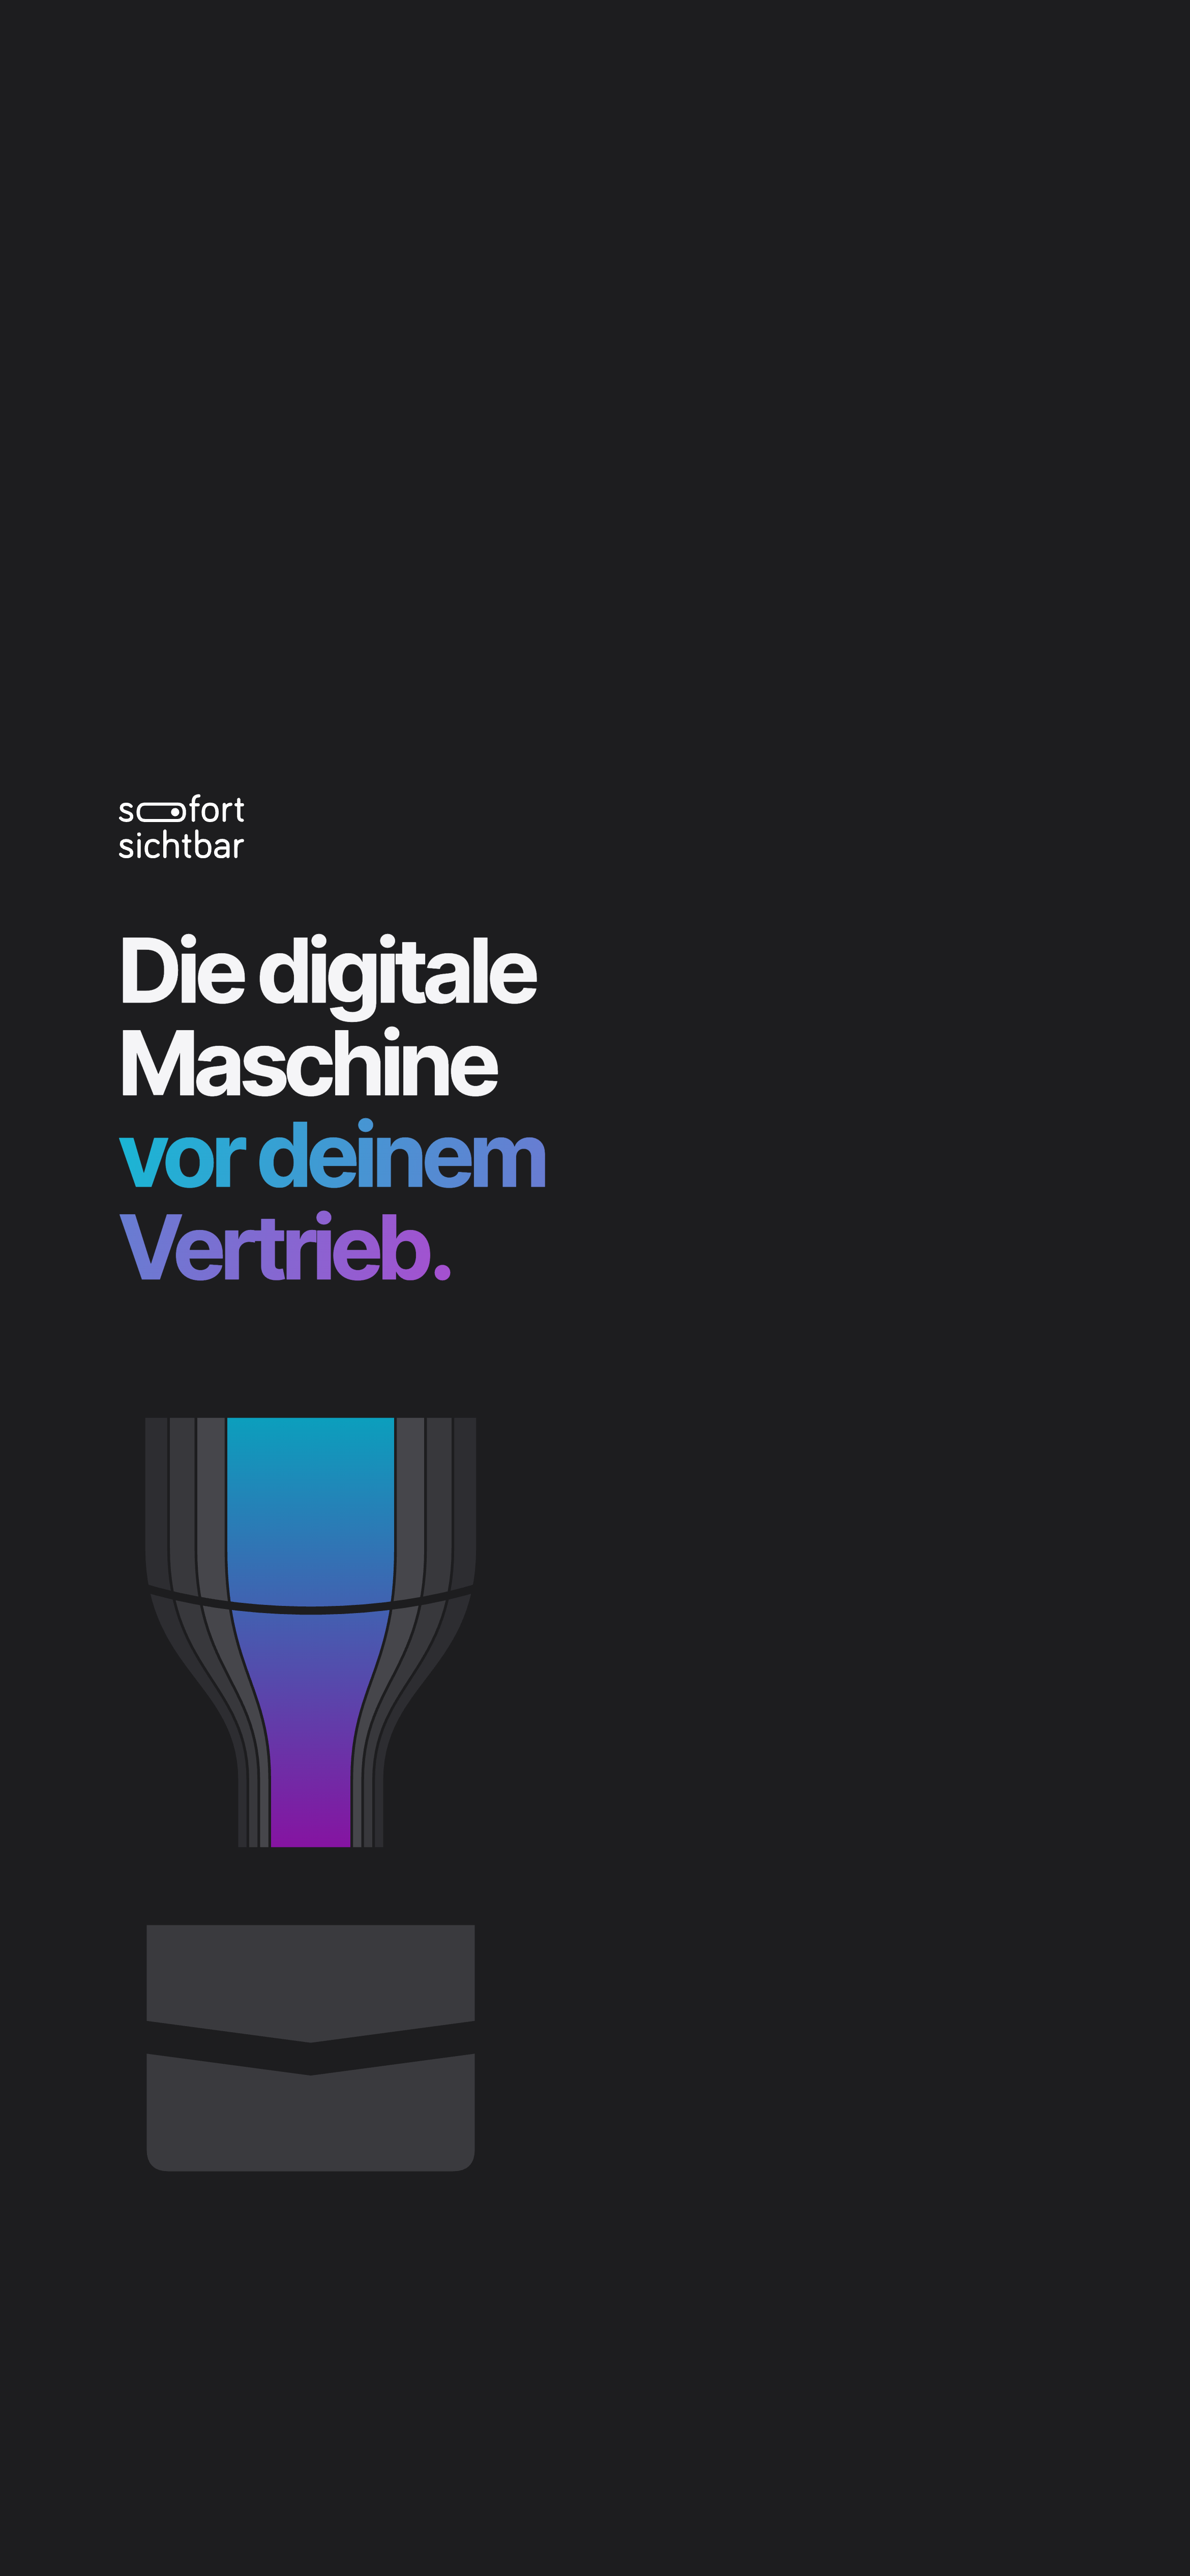 sofort
sichtbar
Die digitale
Maschine
vor deinem
Vertrieb.